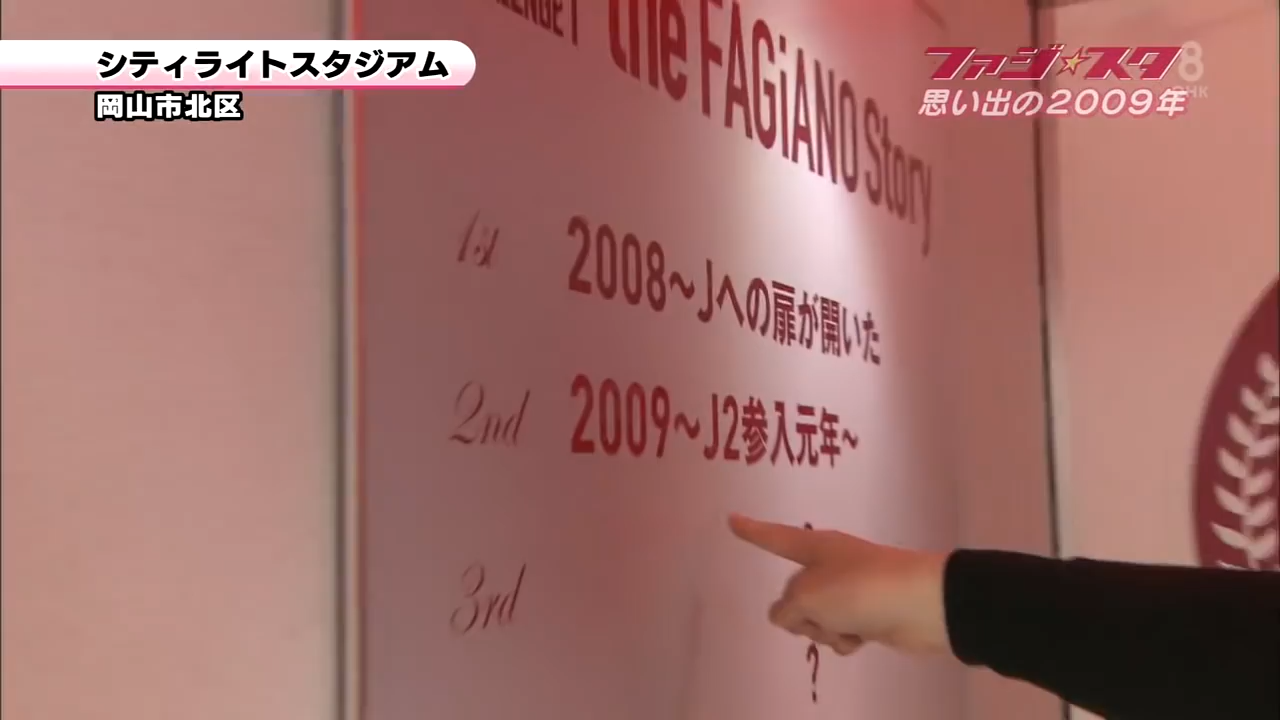 シティライトスタジアム
岡山市北区
ファジ☆スタ
思い出の2009年
8
OHK
the FAGiANO Story
1st
2008～Jへの扉が開いた
2nd
2009～J2参入元年～
3rd
?